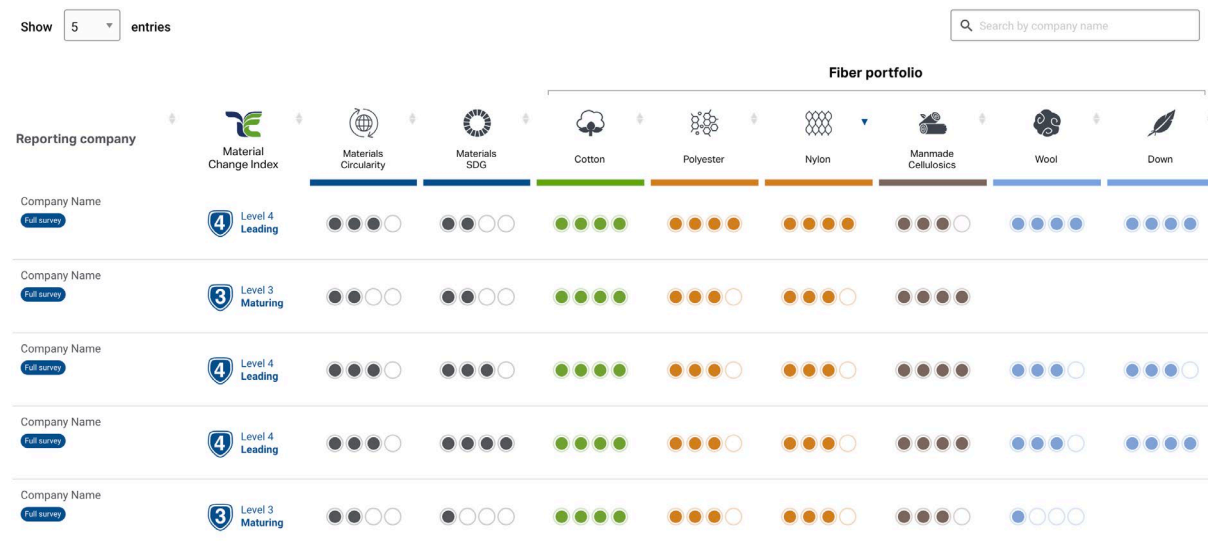 Show 5 entries
Search by company name
Fiber portfolio
Reporting company
Material
Change Index
Materials
Circularity
Materials
SDG
Cotton
Polyester
Nylon
Manmade
Cellulosics
Wool
Down
Company Name
Full survey
4 Level 4
Leading
Company Name
Full survey
3 Level 3
Maturing
Company Name
Full survey
4 Level 4
Leading
Company Name
Full survey
4 Level 4
Leading
Company Name
Full survey
3 Level 3
Maturing